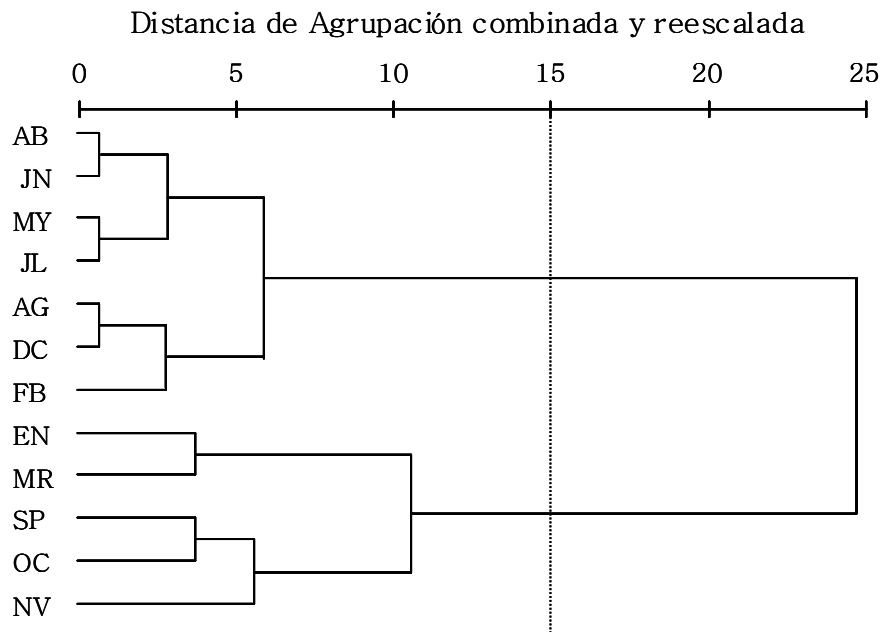 Distancia de Agrupación combinada y reescalada
0 5 10 15 20 25
AB
JN
MY
JL
AG
DC
FB
EN
MR
SP
OC
NV